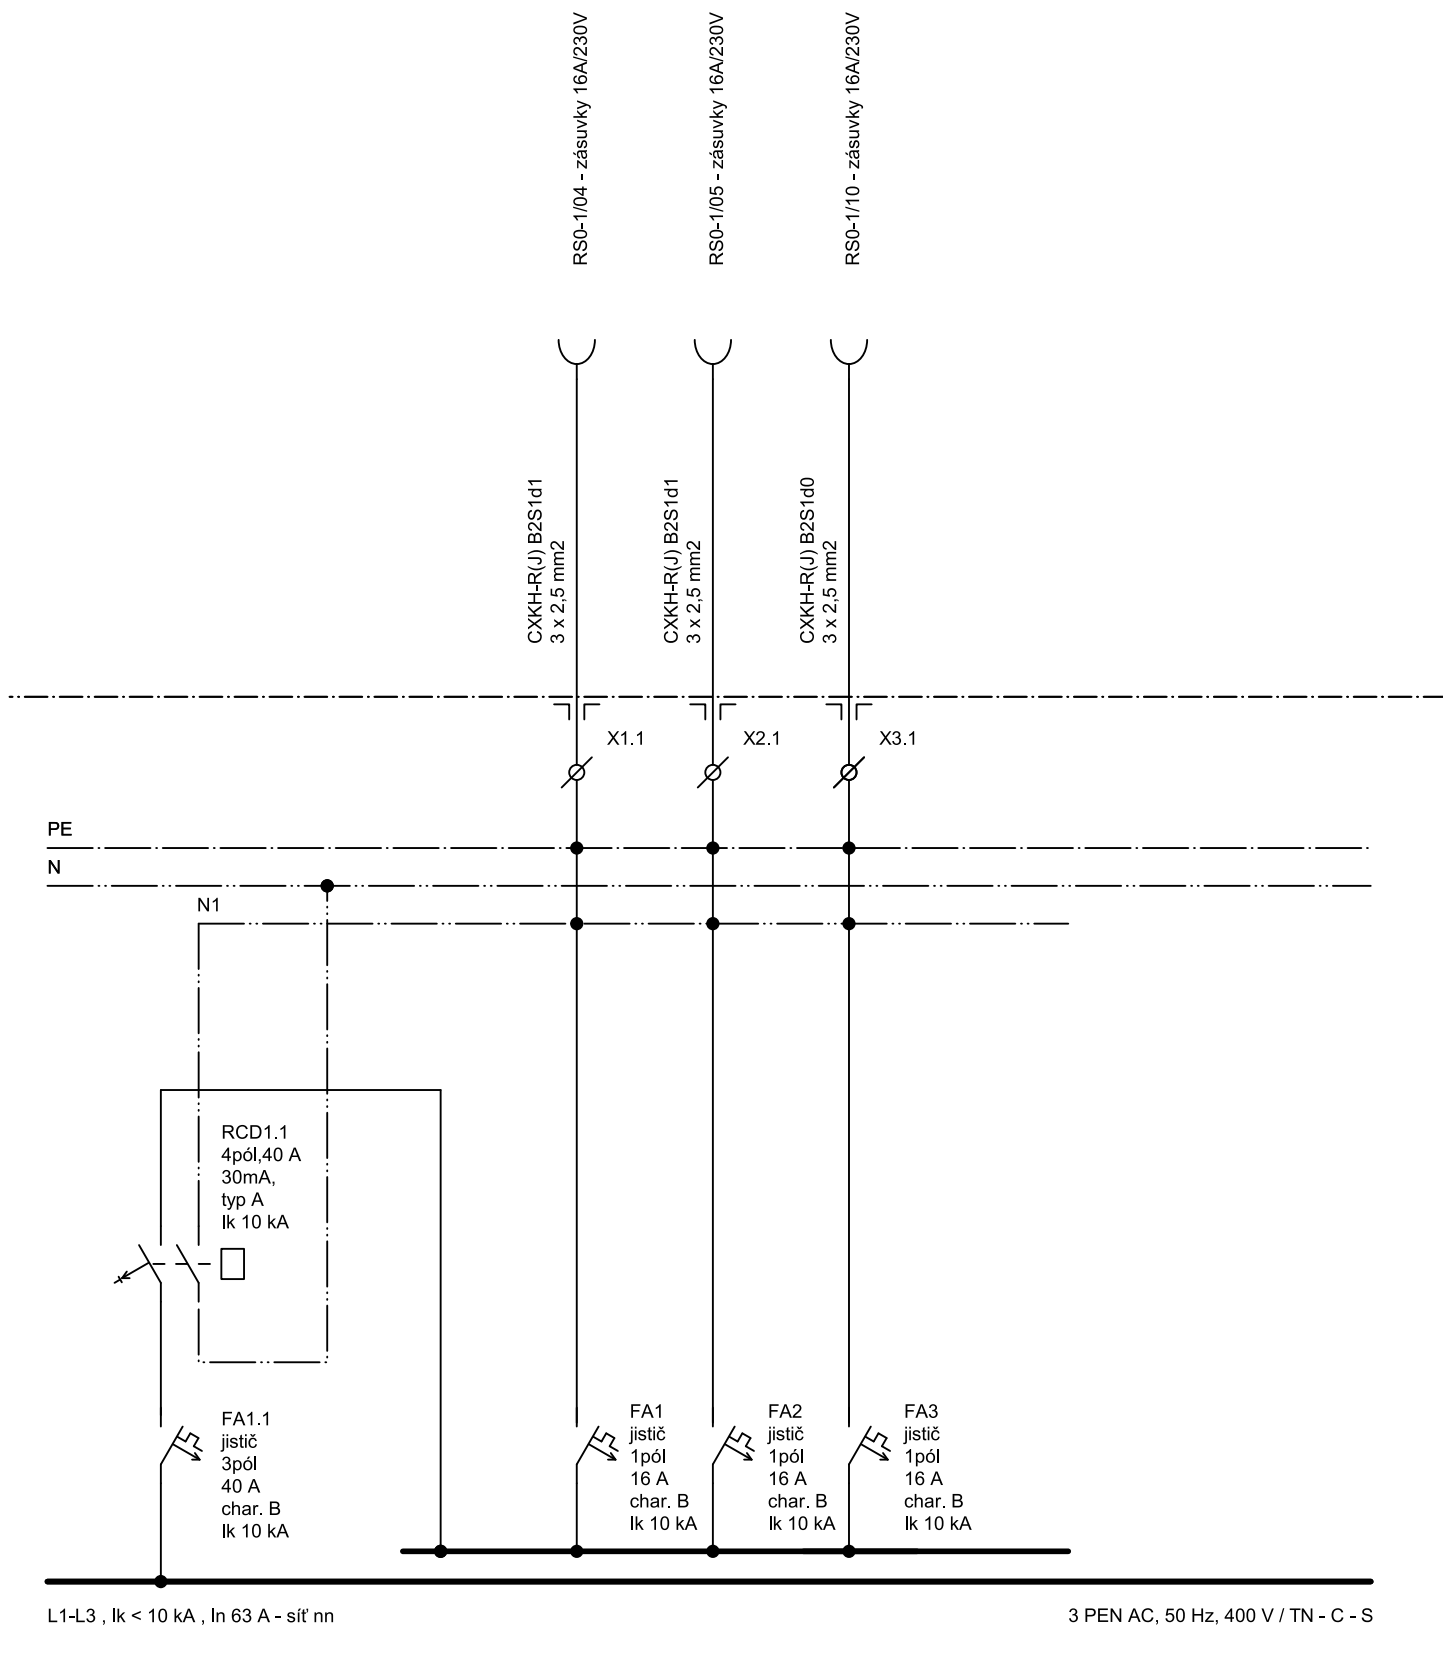 RS0-1/04 - zásuvky 16A/230V
RS0-1/05 - zásuvky 16A/230V
RS0-1/10 - zásuvky 16A/230V
CXKH-R(J) B2S1d1
3 x 2,5 mm2
CXKH-R(J) B2S1d1
3 x 2,5 mm2
CXKH-R(J) B2S1d0
3 x 2,5 mm2
X1.1
X2.1
X3.1
PE
N
N1
RCD1.1
4pól,40 A
30mA,
typ A
Ik 10 kA
FA1.1
jistič
3pól
40 A
char. B
Ik 10 kA
FA1
jistič
1pól
16 A
char. B
Ik 10 kA
FA2
jistič
1pól
16 A
char. B
Ik 10 kA
FA3
jistič
1pól
16 A
char. B
Ik 10 kA
L1-L3 , Ik < 10 kA , In 63 A - síť nn
3 PEN AC, 50 Hz, 400 V / TN - C - S